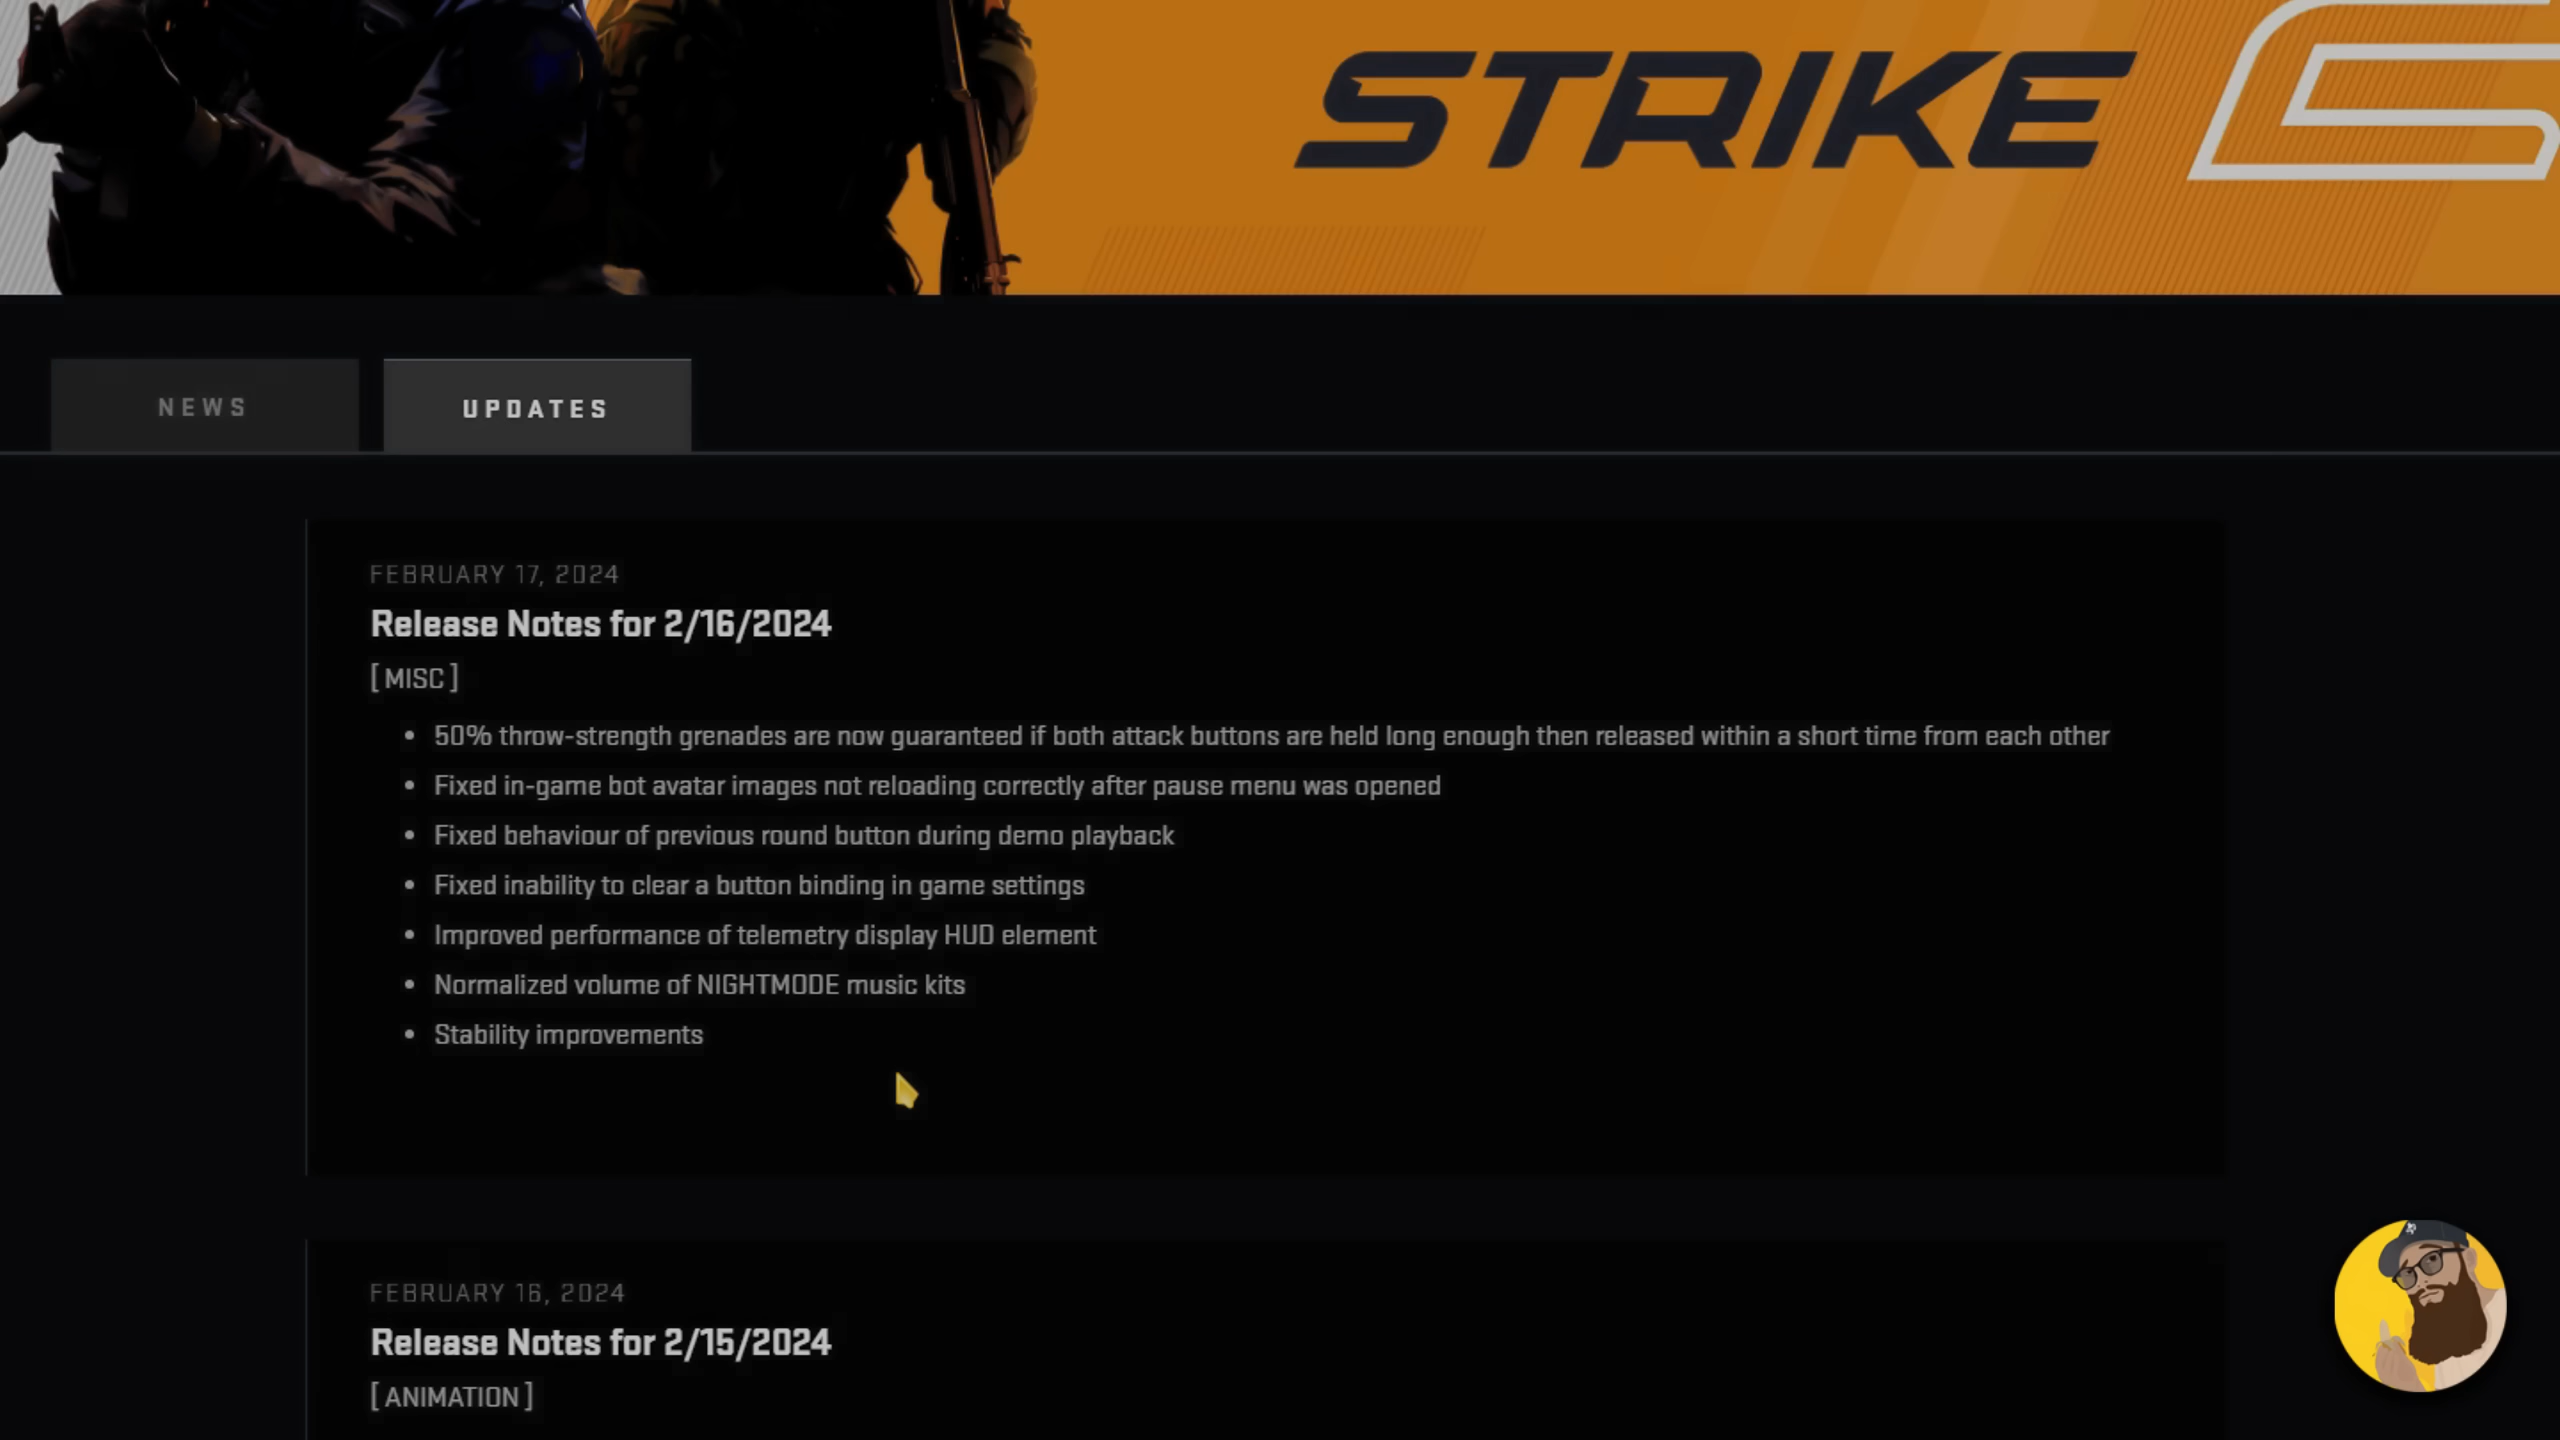 STRIKE
NEWS
UPDATES
FEBRUARY 17, 2024
Release Notes for 2/16/2024
[ MISC ]
• 50% throw-strength grenades are now guaranteed if both attack buttons are held long enough then released within a short time from each other
• Fixed in-game bot avatar images not reloading correctly after pause menu was opened
• Fixed behaviour of previous round button during demo playback
• Fixed inability to clear a button binding in game settings
• Improved performance of telemetry display HUD element
• Normalized volume of NIGHTMODE music kits
• Stability improvements
FEBRUARY 16, 2024
Release Notes for 2/15/2024
[ ANIMATION ]